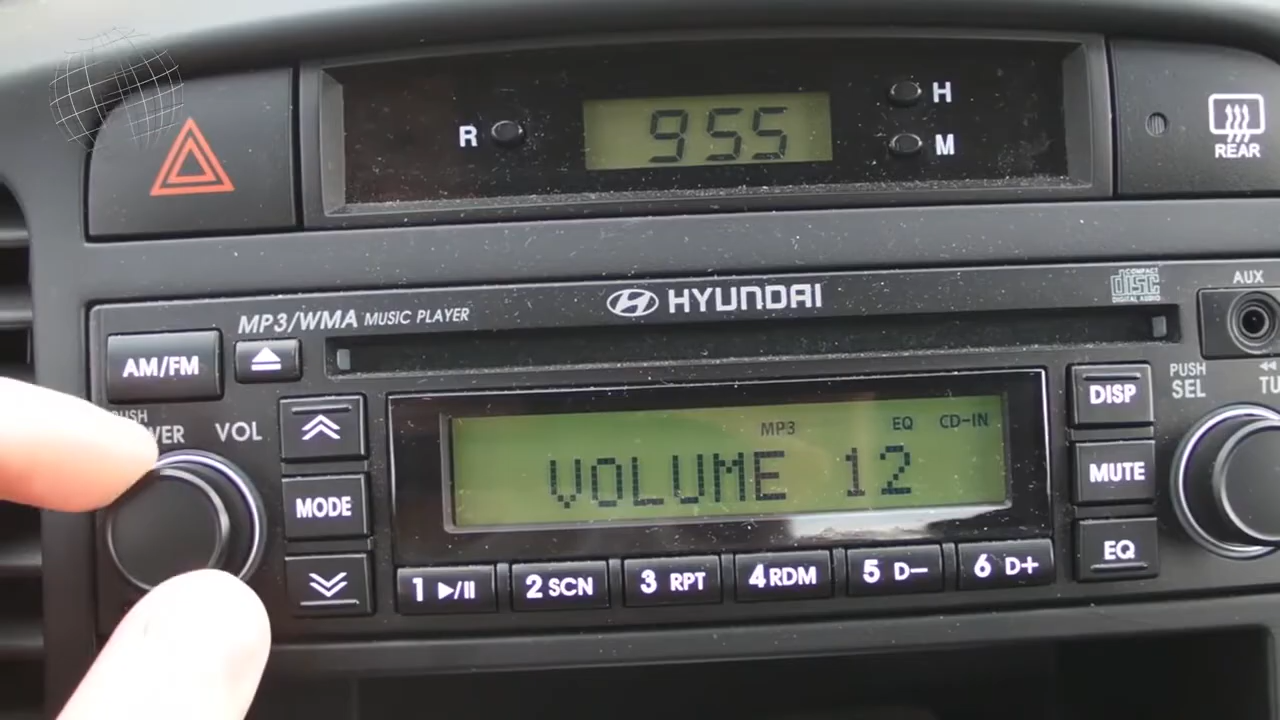 R 955 H
M
REAR
HYUNDAI
COMPACT
disc
DIGITAL AUDIO
AUX
MP3/WMA MUSIC PLAYER
AM/FM
PUSH
SEL
DISP
VOL
MP3 EQ CD-IN
VOLUME 12
MODE
MUTE
EQ
1 ▶/II
2 SCN
3 RPT
4 RDM
5 D-
6 D+